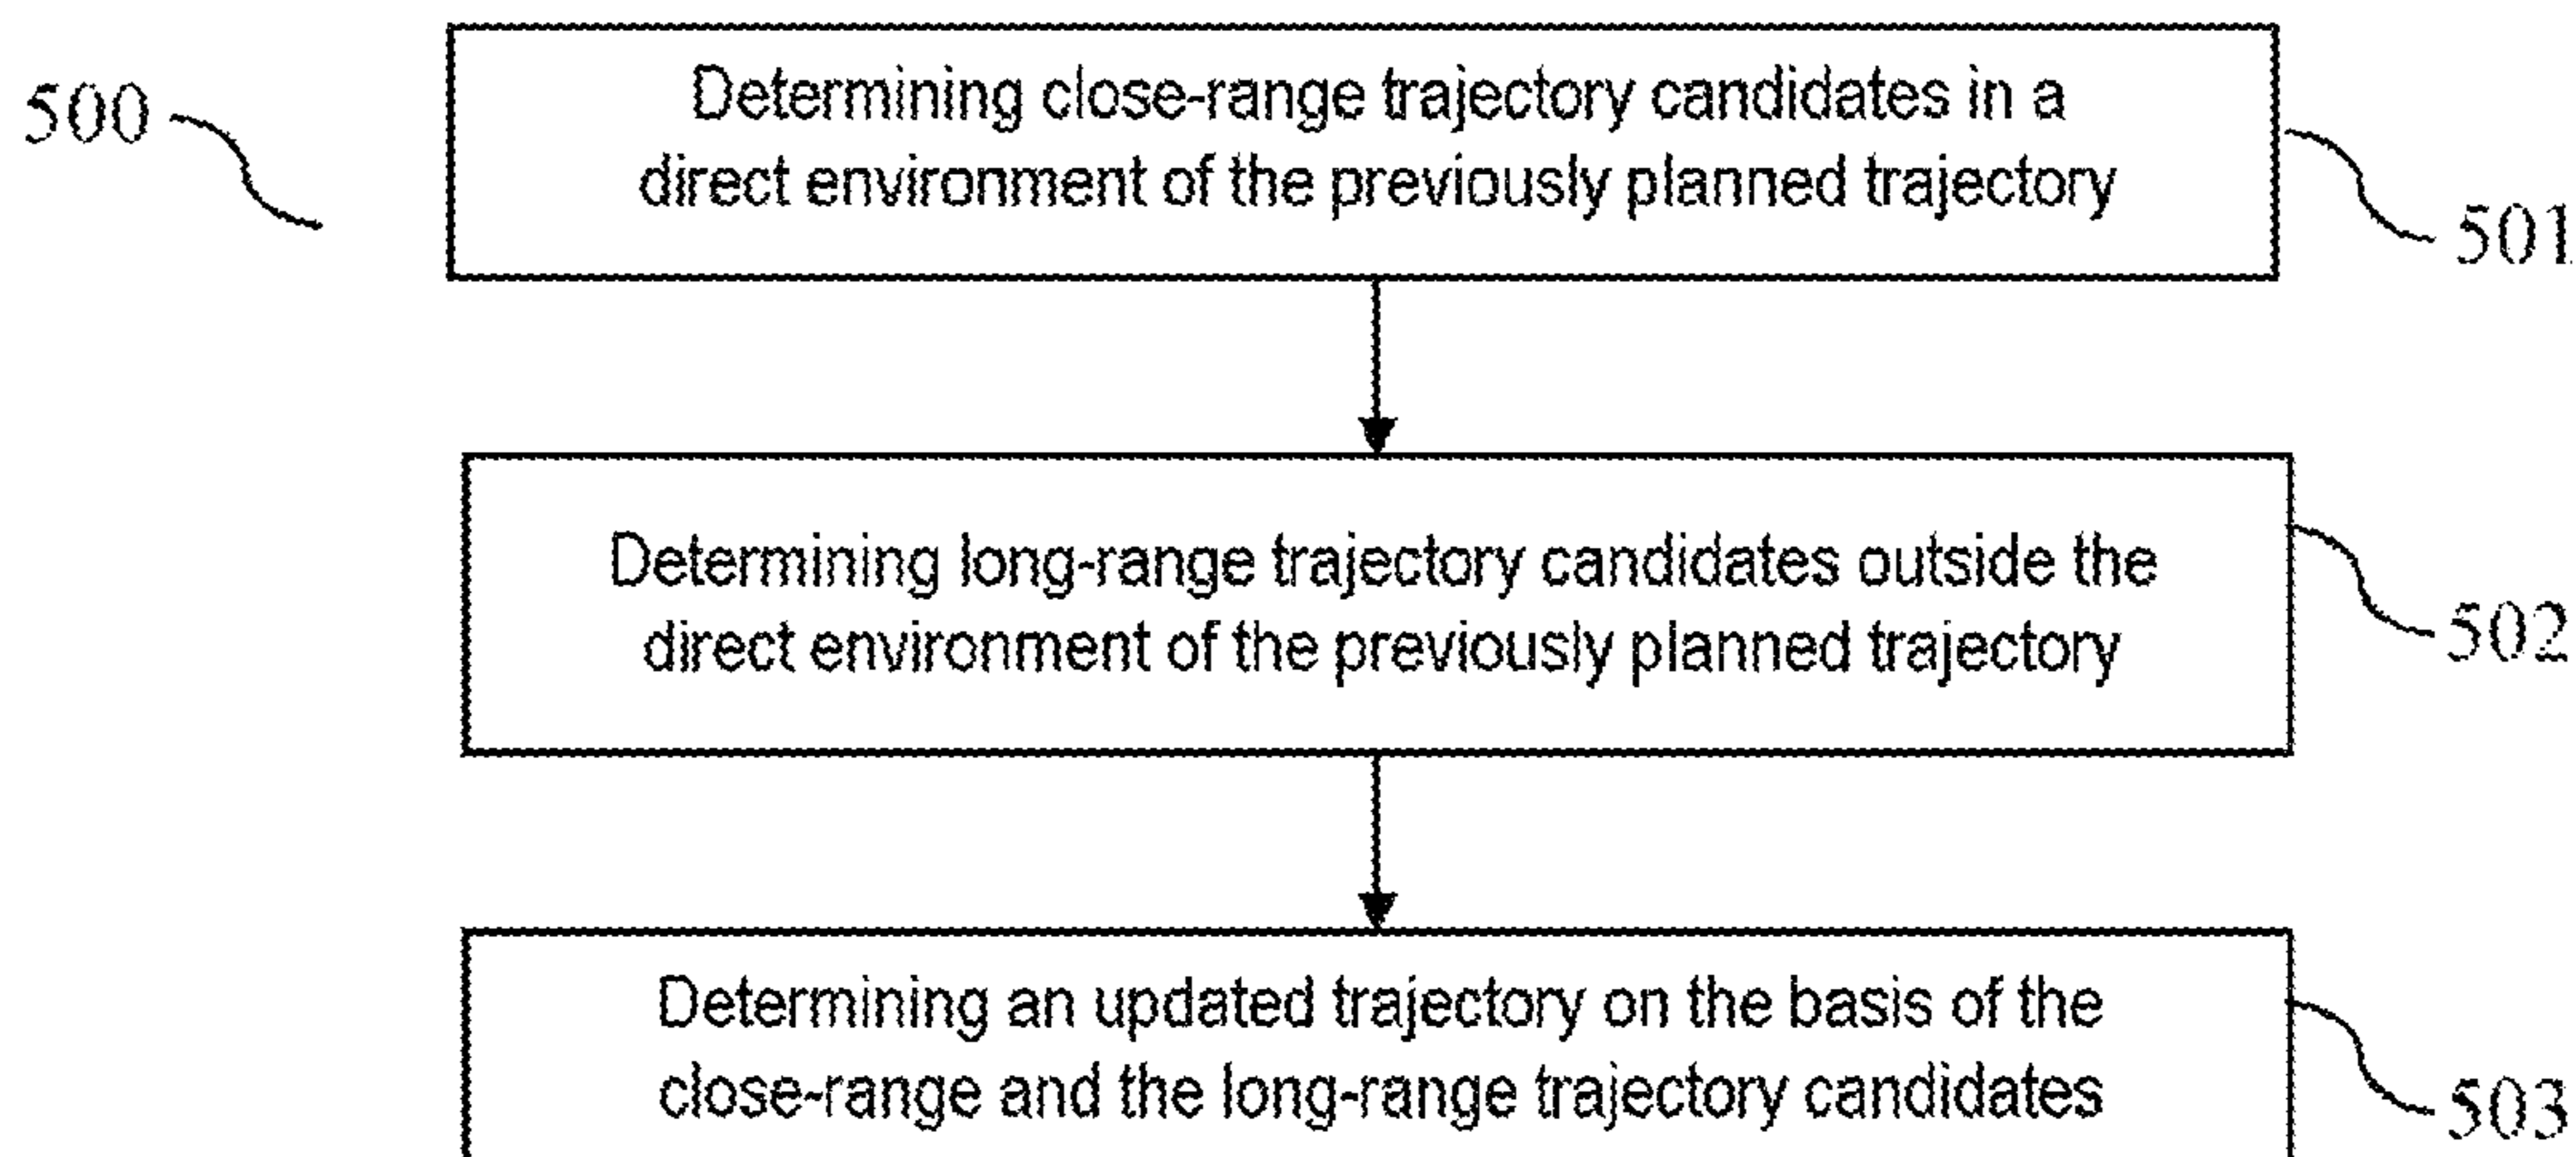 500
Determining close-range trajectory candidates in a
direct environment of the previously planned trajectory
501
Determining long-range trajectory candidates outside the
direct environment of the previously planned trajectory
502
Determining an updated trajectory on the basis of the
close-range and the long-range trajectory candidates
503